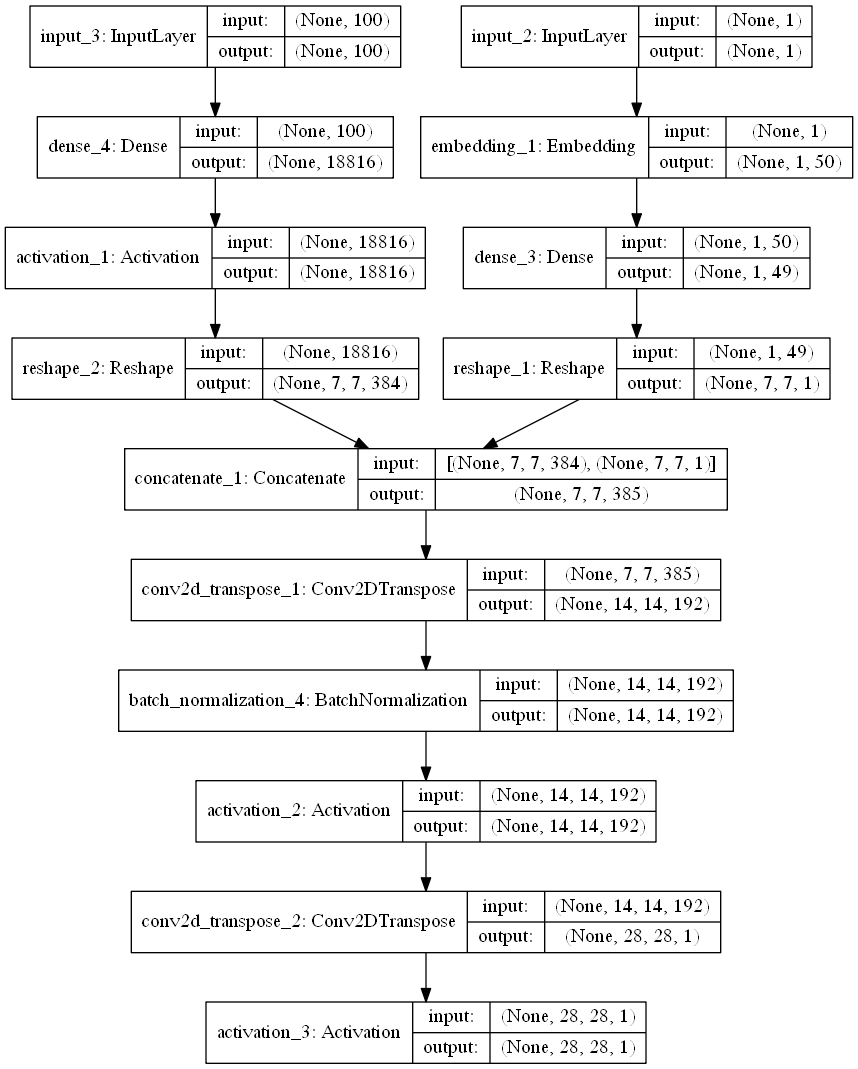 input_3: InputLayer
input: (None, 100)
output: (None, 100)
input_2: InputLayer
input: (None, 1)
output: (None, 1)
dense_4: Dense
input: (None, 100)
output: (None, 18816)
embedding_1: Embedding
input: (None, 1)
output: (None, 1, 50)
activation_1: Activation
input: (None, 18816)
output: (None, 18816)
dense_3: Dense
input: (None, 1, 50)
output: (None, 1, 49)
reshape_2: Reshape
input: (None, 18816)
output: (None, 7, 7, 384)
reshape_1: Reshape
input: (None, 1, 49)
output: (None, 7, 7, 1)
concatenate_1: Concatenate
input: [(None, 7, 7, 384), (None, 7, 7, 1)]
output: (None, 7, 7, 385)
conv2d_transpose_1: Conv2DTranspose
input: (None, 7, 7, 385)
output: (None, 14, 14, 192)
batch_normalization_4: BatchNormalization
input: (None, 14, 14, 192)
output: (None, 14, 14, 192)
activation_2: Activation
input: (None, 14, 14, 192)
output: (None, 14, 14, 192)
conv2d_transpose_2: Conv2DTranspose
input: (None, 14, 14, 192)
output: (None, 28, 28, 1)
activation_3: Activation
input: (None, 28, 28, 1)
output: (None, 28, 28, 1)